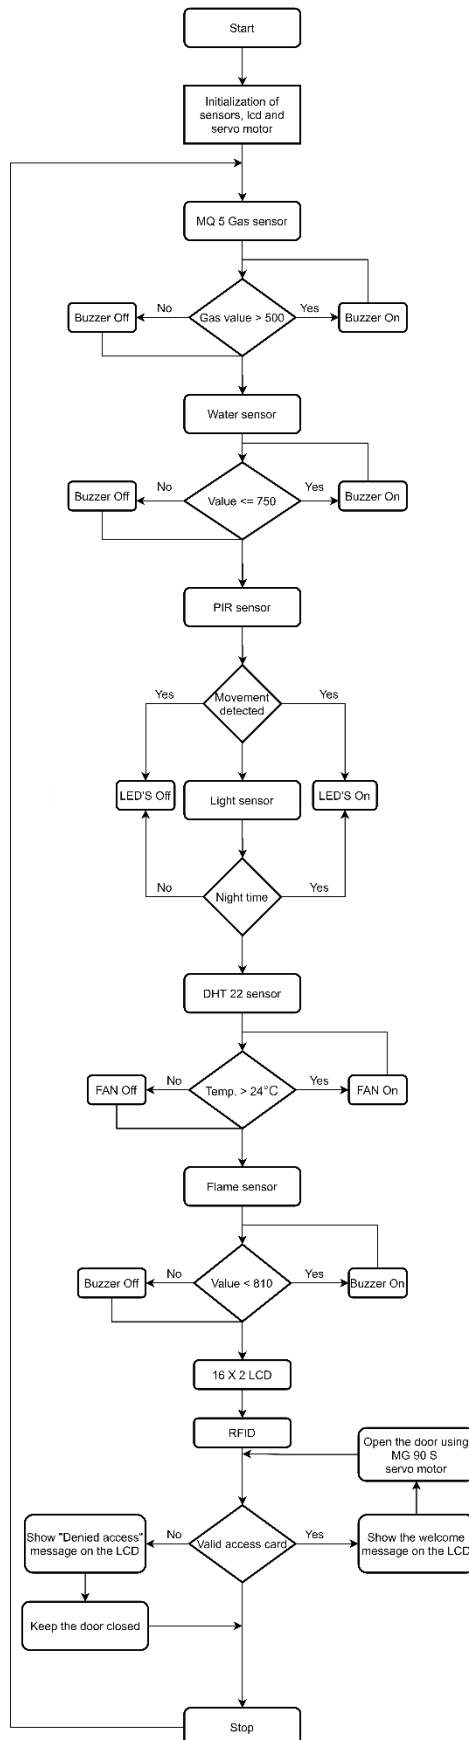 Start
Initialization of
sensors, lcd and
servo motor
MQ 5 Gas sensor
Buzzer Off
No
Gas value > 500
Yes
Buzzer On
Water sensor
Buzzer Off
No
Value <= 750
Yes
Buzzer On
PIR sensor
Yes
Movement
detected
Yes
LED'S Off
Light sensor
LED'S On
No
Night time
Yes
DHT 22 sensor
FAN Off
No
Temp. > 24°C
Yes
FAN On
Flame sensor
Buzzer Off
No
Value < 810
Yes
Buzzer On
16 X 2 LCD
RFID
Open the door using
MG 90 S
servo motor
Show "Denied access"
message on the LCD
No
Valid access card
Yes
Show the welcome
message on the LCD
Keep the door closed
Stop